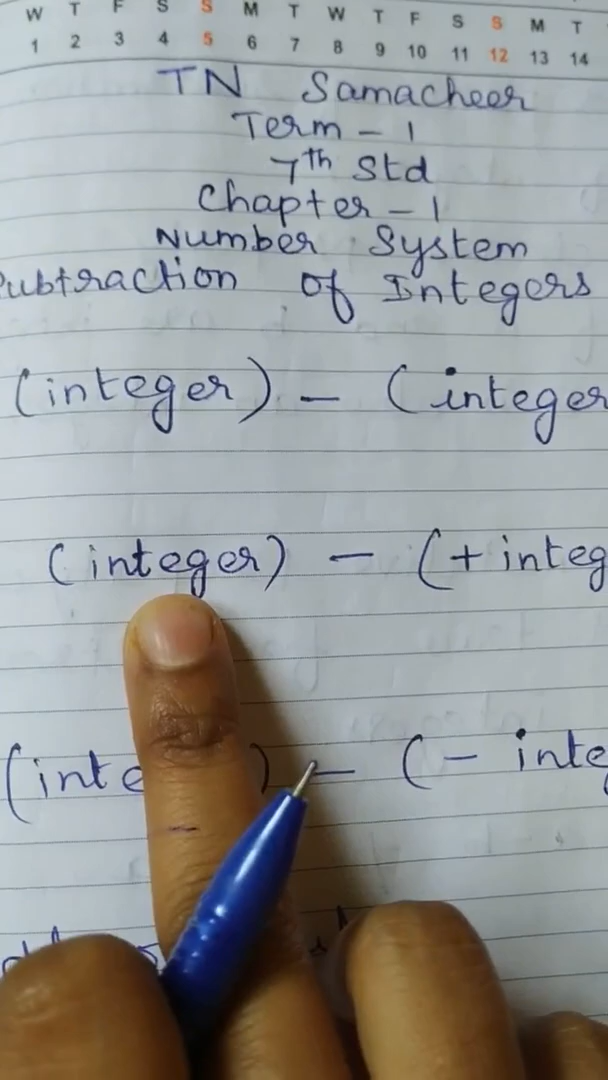 W T F S S M T W T F S S M T
1 2 3 4 5 6 7 8 9 10 11 12 13 14
TN Samacheer
Term - 1
7th Std
Chapter - 1
Number System
Subtraction of Integers
(integer) - (integer
(integer) - (+ integ
(inte ) - (- inte